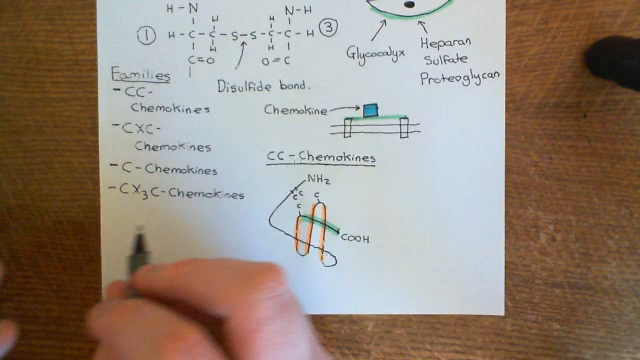 H - N
H
N-H
① H - C - C - S - S - C - C - H
③
H
H
H
C = O
O = C
Disulfide bond.
Families
- CC-
Chemokines
- CXC-
Chemokines
- C - Chemokines
- CX₃C - Chemokines
Glycocalyx
Heparan
Sulfate
Proteoglycan
Chemokine
CC - Chemokines
NH₂
C
C
C
C
COOH